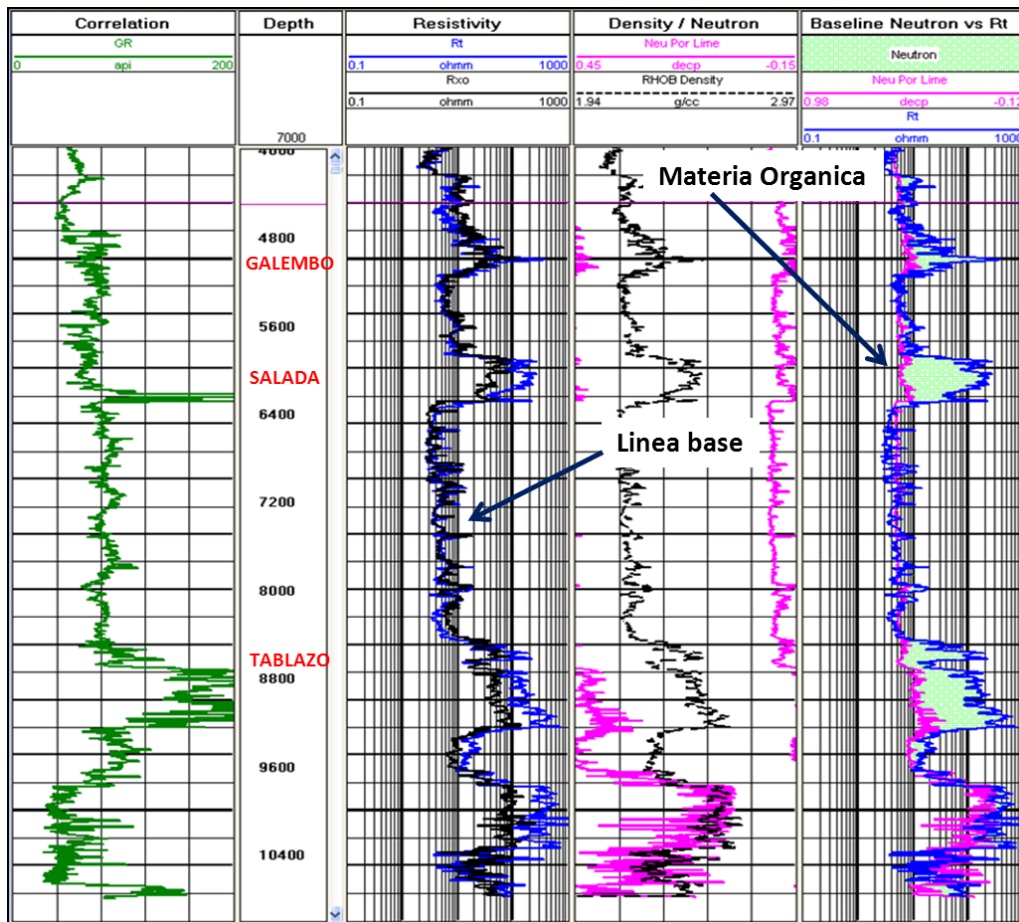 Correlation Depth Resistivity Density / Neutron Baseline Neutron vs Rt
GR Rt Neu Por Lime Neutron
0 api 200 0.1 ohmm 1000 0.45 decp -0.15
Rxo RHOB Density Neu Por Lime
0.1 ohmm 1000 1.94 g/cc 2.97 0.98 decp -0.12
Rt
7000 0.1 ohmm 1000
Materia Organica
4800
GALEMBO
5600
SALADA
6400
Linea base
7200
8000
TABLAZO
8800
9600
10400